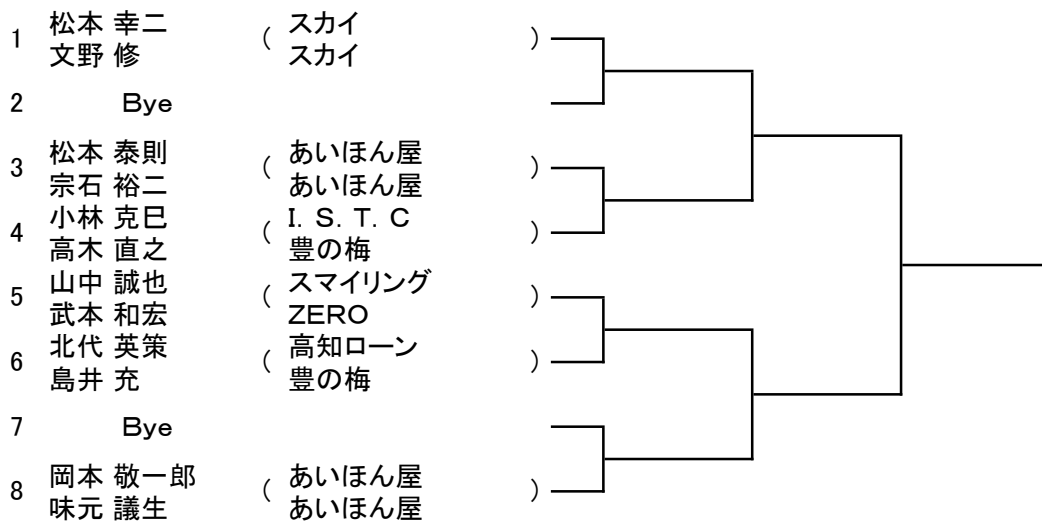 1 松本 幸二 ( スカイ )
文野 修 スカイ
2 Bye
3 松本 泰則 ( あいほん屋 )
宗石 裕二 あいほん屋
4 小林 克巳 ( I. S. T. C )
高木 直之 豊の梅
5 山中 誠也 ( スマイリング )
武本 和宏 ZERO
6 北代 英策 ( 高知ローン )
島井 充 豊の梅
7 Bye
8 岡本 敬一郎 ( あいほん屋 )
味元 議生 あいほん屋